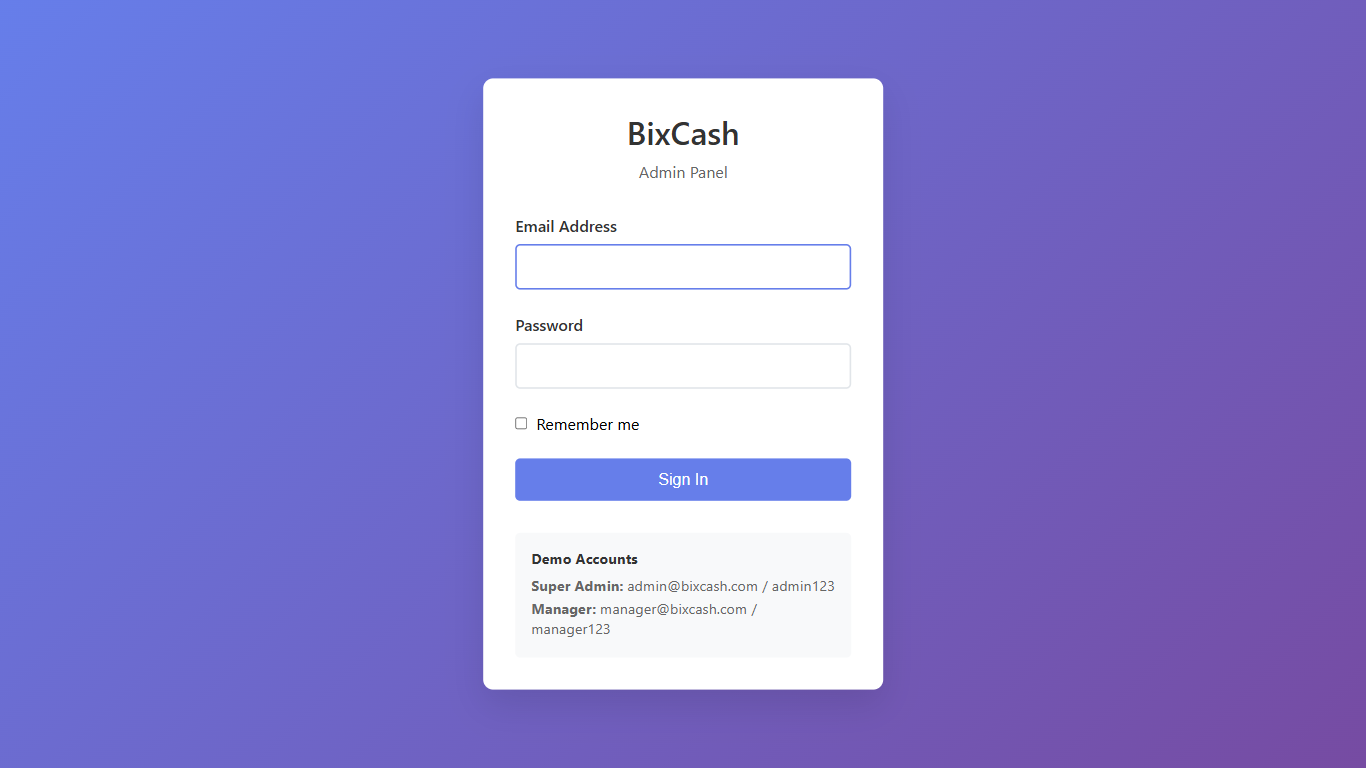 BixCash
Admin Panel
Email Address
Password
Remember me
Sign In
Demo Accounts
Super Admin: admin@bixcash.com / admin123
Manager: manager@bixcash.com /
manager123